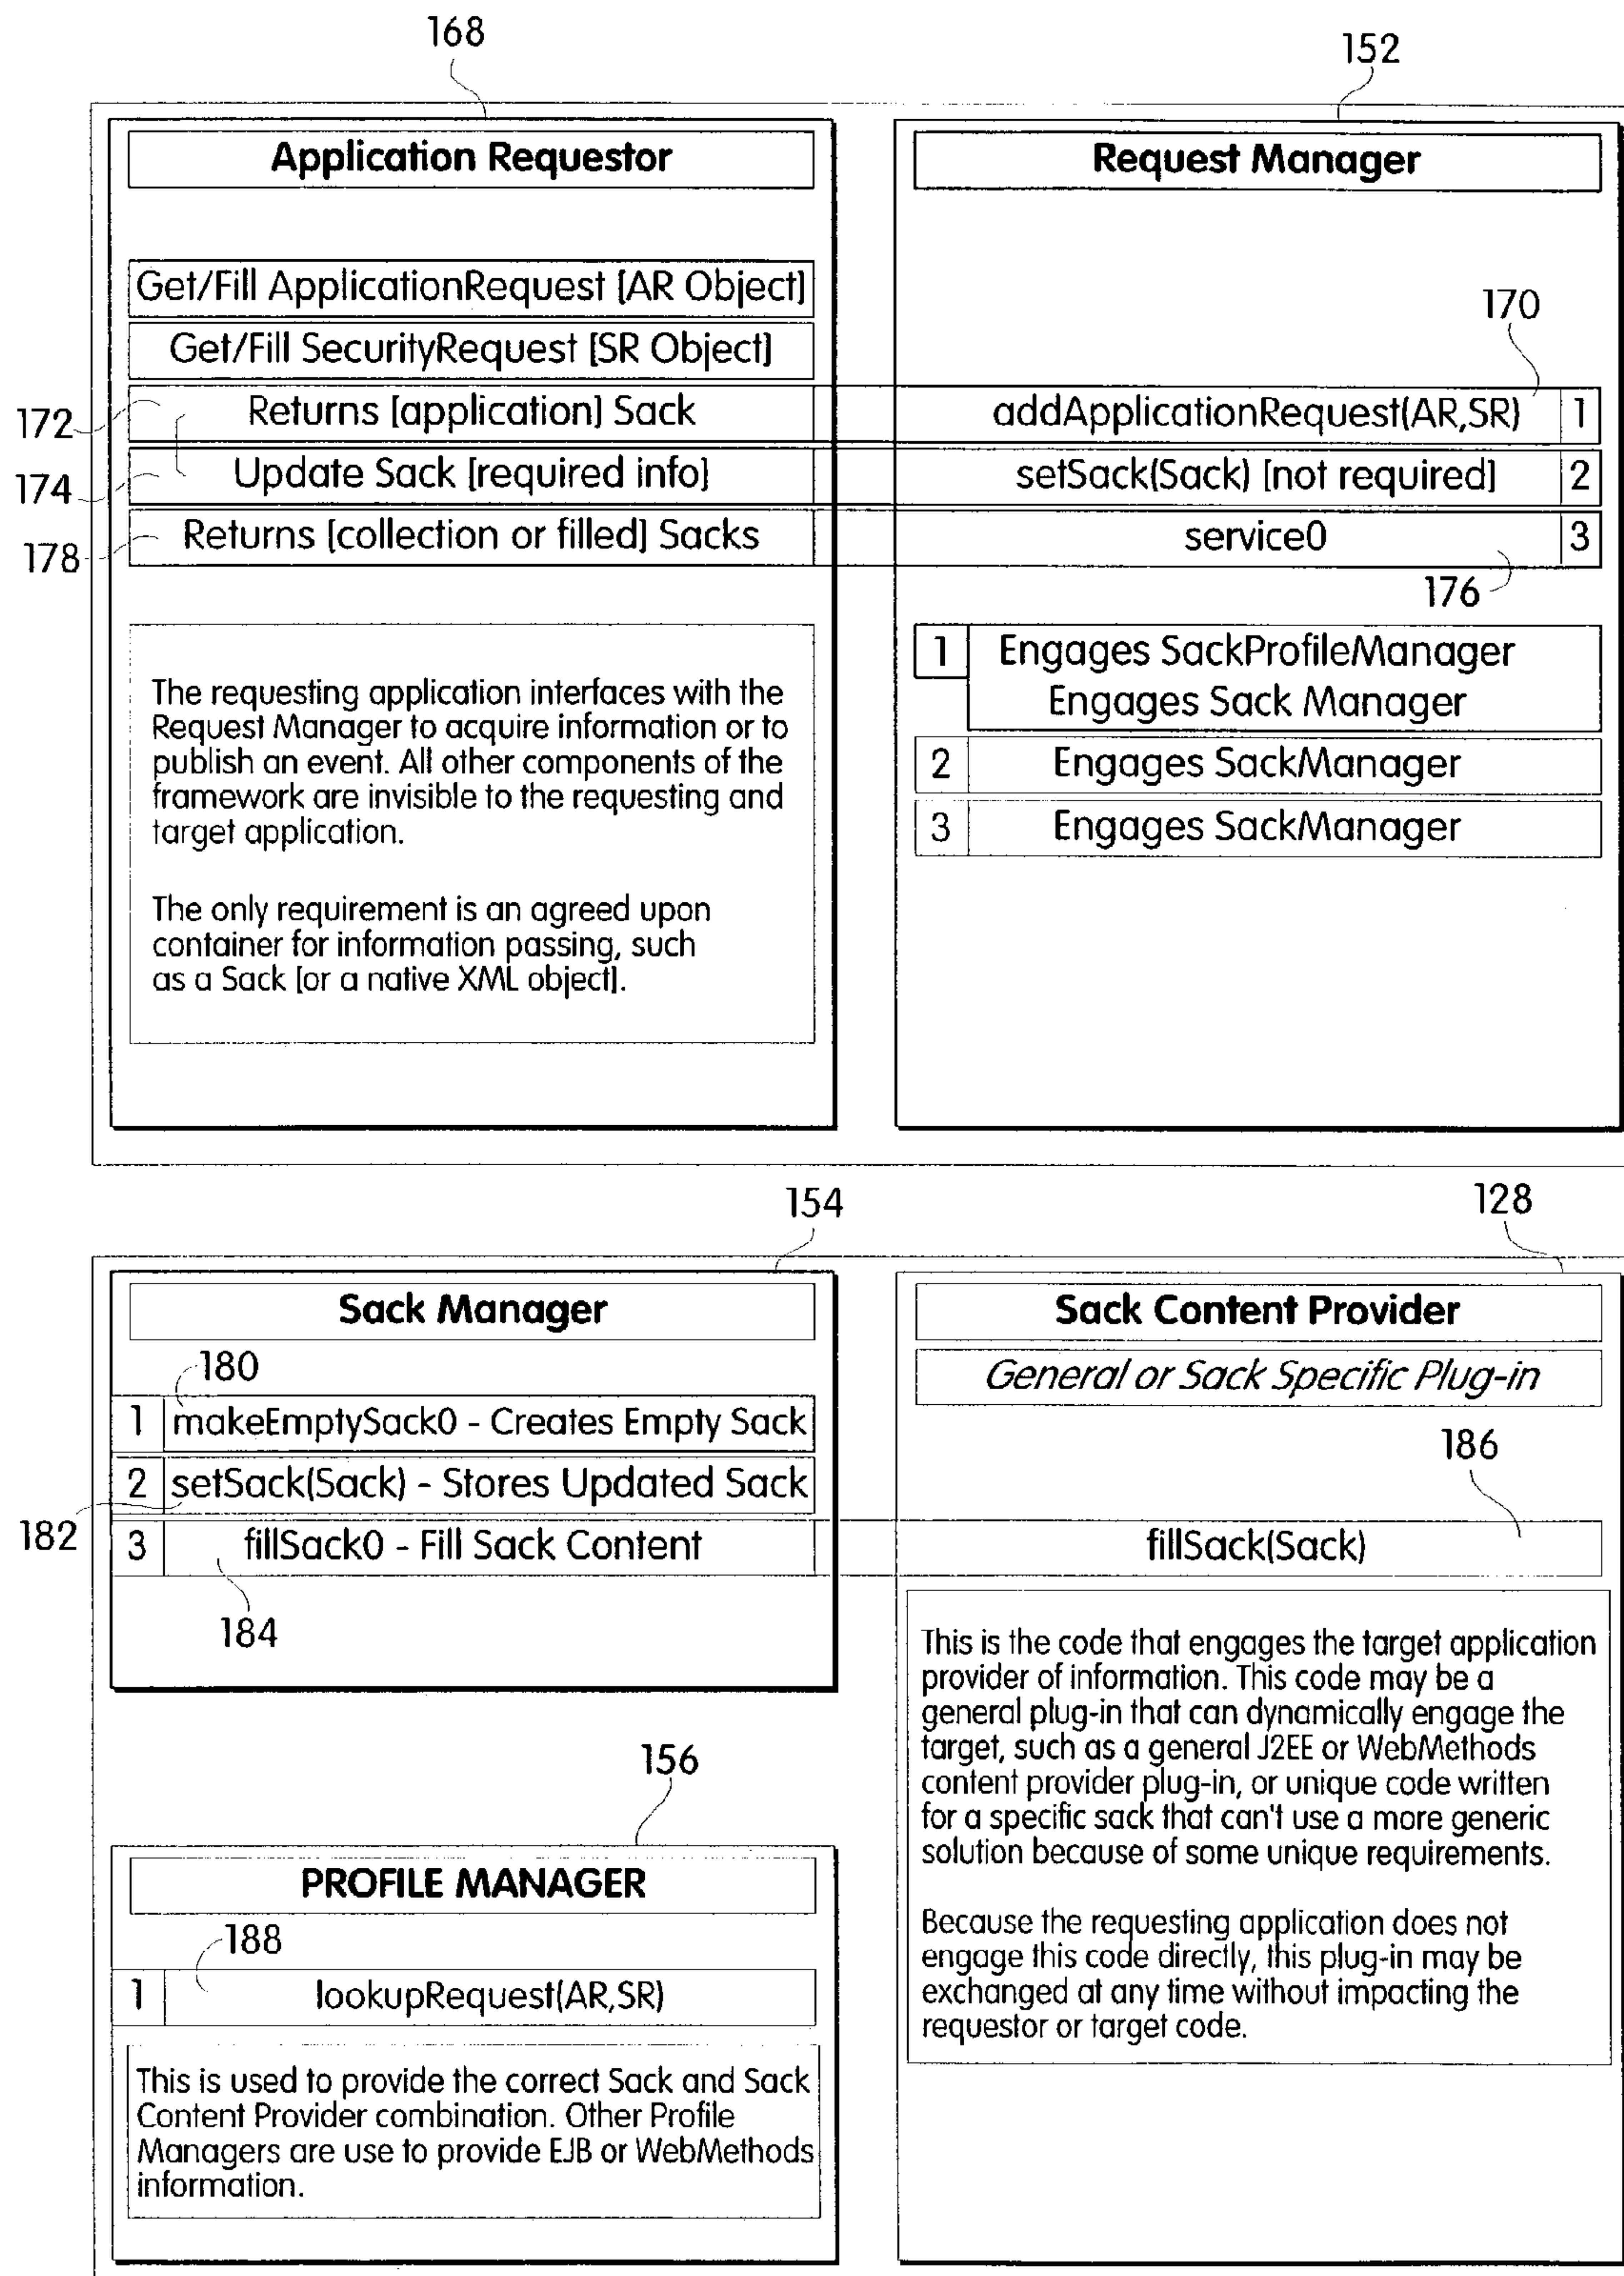 168
152
Application Requestor
Request Manager
Get/Fill ApplicationRequest [AR Object]
170
Get/Fill SecurityRequest [SR Object]
172
Returns [application] Sack
addApplicationRequest(AR,SR) 1
174
Update Sack [required info]
setSack(Sack) [not required] 2
178
Returns [collection or filled] Sacks
service0 3
176
1 Engages SackProfileManager
Engages Sack Manager
2 Engages SackManager
3 Engages SackManager
The requesting application interfaces with the
Request Manager to acquire information or to
publish an event. All other components of the
framework are invisible to the requesting and
target application.
The only requirement is an agreed upon
container for information passing, such
as a Sack [or a native XML object].
154
128
Sack Manager
Sack Content Provider
General or Sack Specific Plug-in
180
1 makeEmptySack0 - Creates Empty Sack
186
2 setSack(Sack) - Stores Updated Sack
182
3 fillSack0 - Fill Sack Content
fillSack(Sack)
184
This is the code that engages the target application
provider of information. This code may be a
general plug-in that can dynamically engage the
target, such as a general J2EE or WebMethods
content provider plug-in, or unique code written
for a specific sack that can't use a more generic
solution because of some unique requirements.
Because the requesting application does not
engage this code directly, this plug-in may be
exchanged at any time without impacting the
requestor or target code.
156
PROFILE MANAGER
188
1 lookupRequest(AR,SR)
This is used to provide the correct Sack and Sack
Content Provider combination. Other Profile
Managers are use to provide EJB or WebMethods
information.